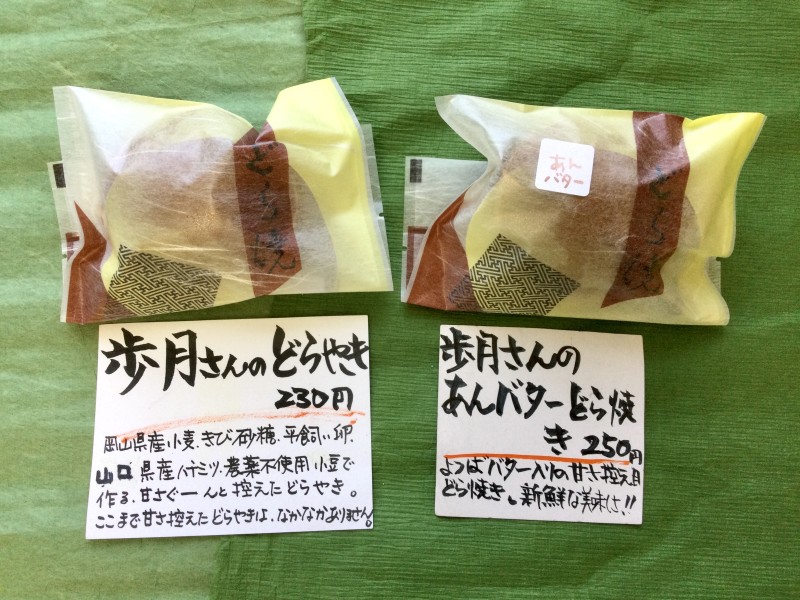 どら焼
あん
バター
どら焼
歩月さんのどらやき
230円
岡山県産小麦、きび砂糖、平飼い卵、
山口県産ハチミツ、農薬不使用小豆で
作る、甘さぐーんと控えたどらやき。
ここまで甘さ控えたどらやきは、なかなかありません。
歩月さんの
あんバターどら焼
き 250円
よつばバター入りの甘さ控え目
どら焼き。新鮮な美味しさ!!